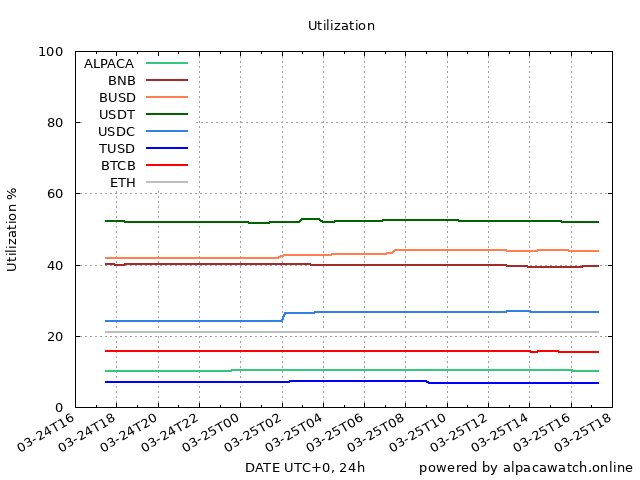 Utilization
100
80
60
40
20
0
Utilization %
ALPACA
BNB
BUSD
USDT
USDC
TUSD
BTCB
ETH
03-24T16
03-24T18
03-24T20
03-24T22
03-25T00
03-25T02
03-25T04
03-25T06
03-25T08
03-25T10
03-25T12
03-25T14
03-25T16
03-25T18
DATE UTC+0, 24h
powered by alpacawatch.online